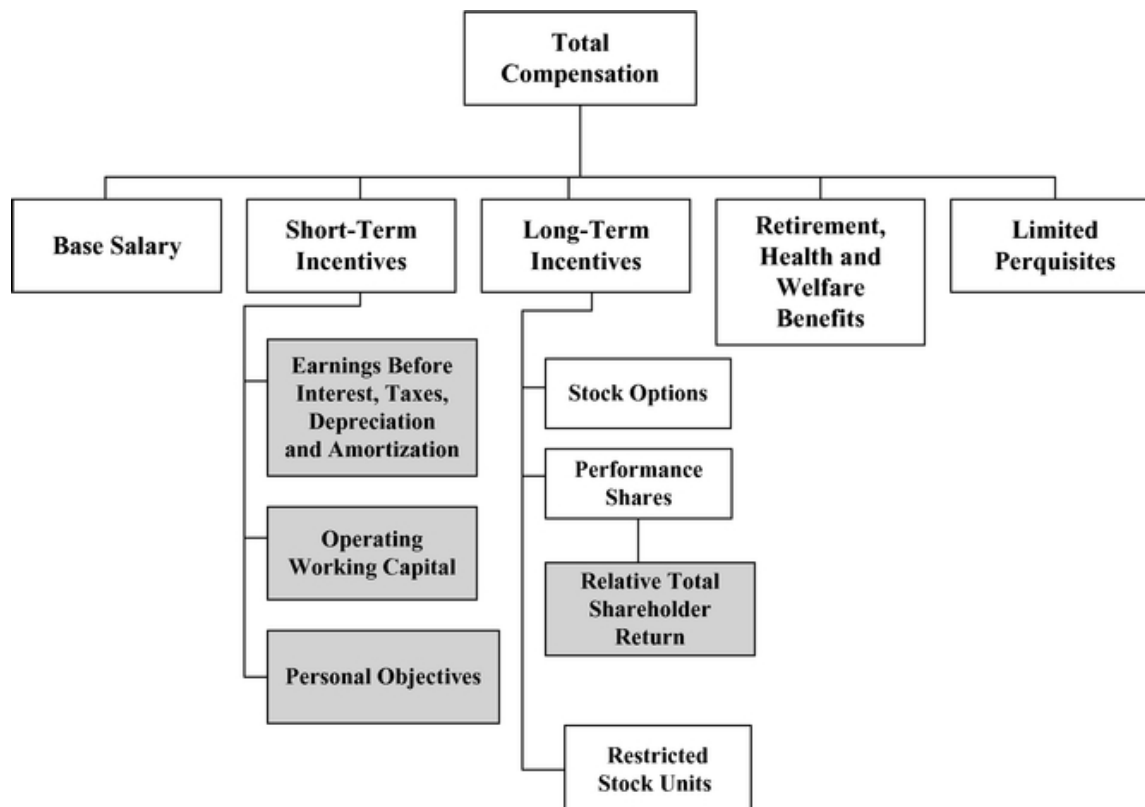 Total
Compensation
Base Salary
Short-Term
Incentives
Long-Term
Incentives
Retirement,
Health and
Welfare
Benefits
Limited
Perquisites
Earnings Before
Interest, Taxes,
Depreciation
and Amortization
Operating
Working Capital
Personal Objectives
Stock Options
Performance
Shares
Relative Total
Shareholder
Return
Restricted
Stock Units